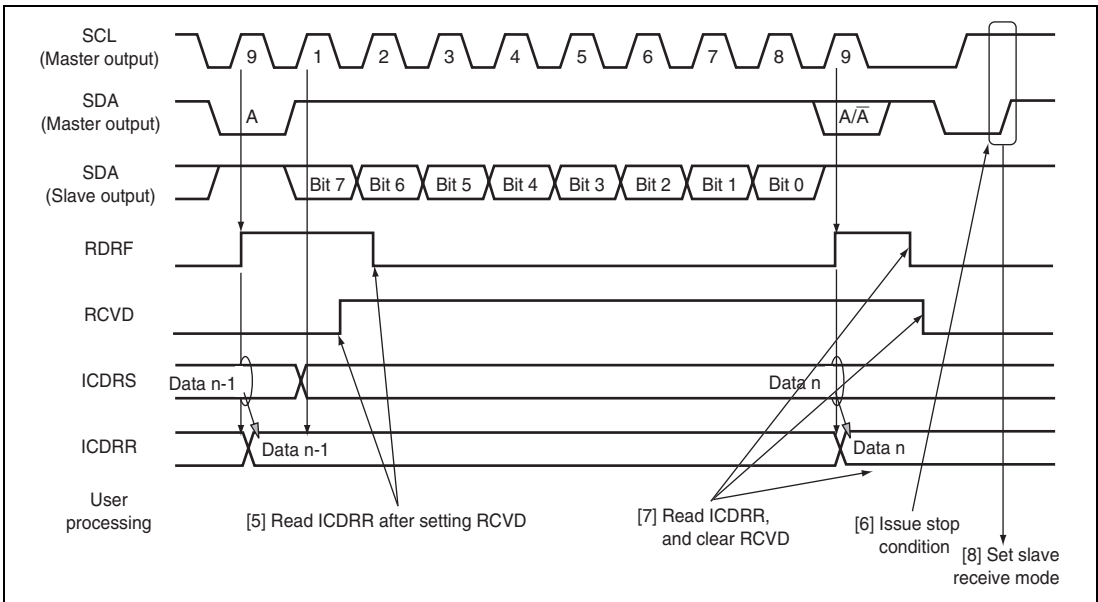 SCL
(Master output)
9 1 2 3 4 5 6 7 8 9
SDA
(Master output)
A A/A̅
SDA
(Slave output)
Bit 7 Bit 6 Bit 5 Bit 4 Bit 3 Bit 2 Bit 1 Bit 0
RDRF
RCVD
ICDRS
Data n-1 Data n
ICDRR
Data n-1 Data n
User
processing
[5] Read ICDRR after setting RCVD
[7] Read ICDRR,
and clear RCVD
[6] Issue stop
condition
[8] Set slave
receive mode